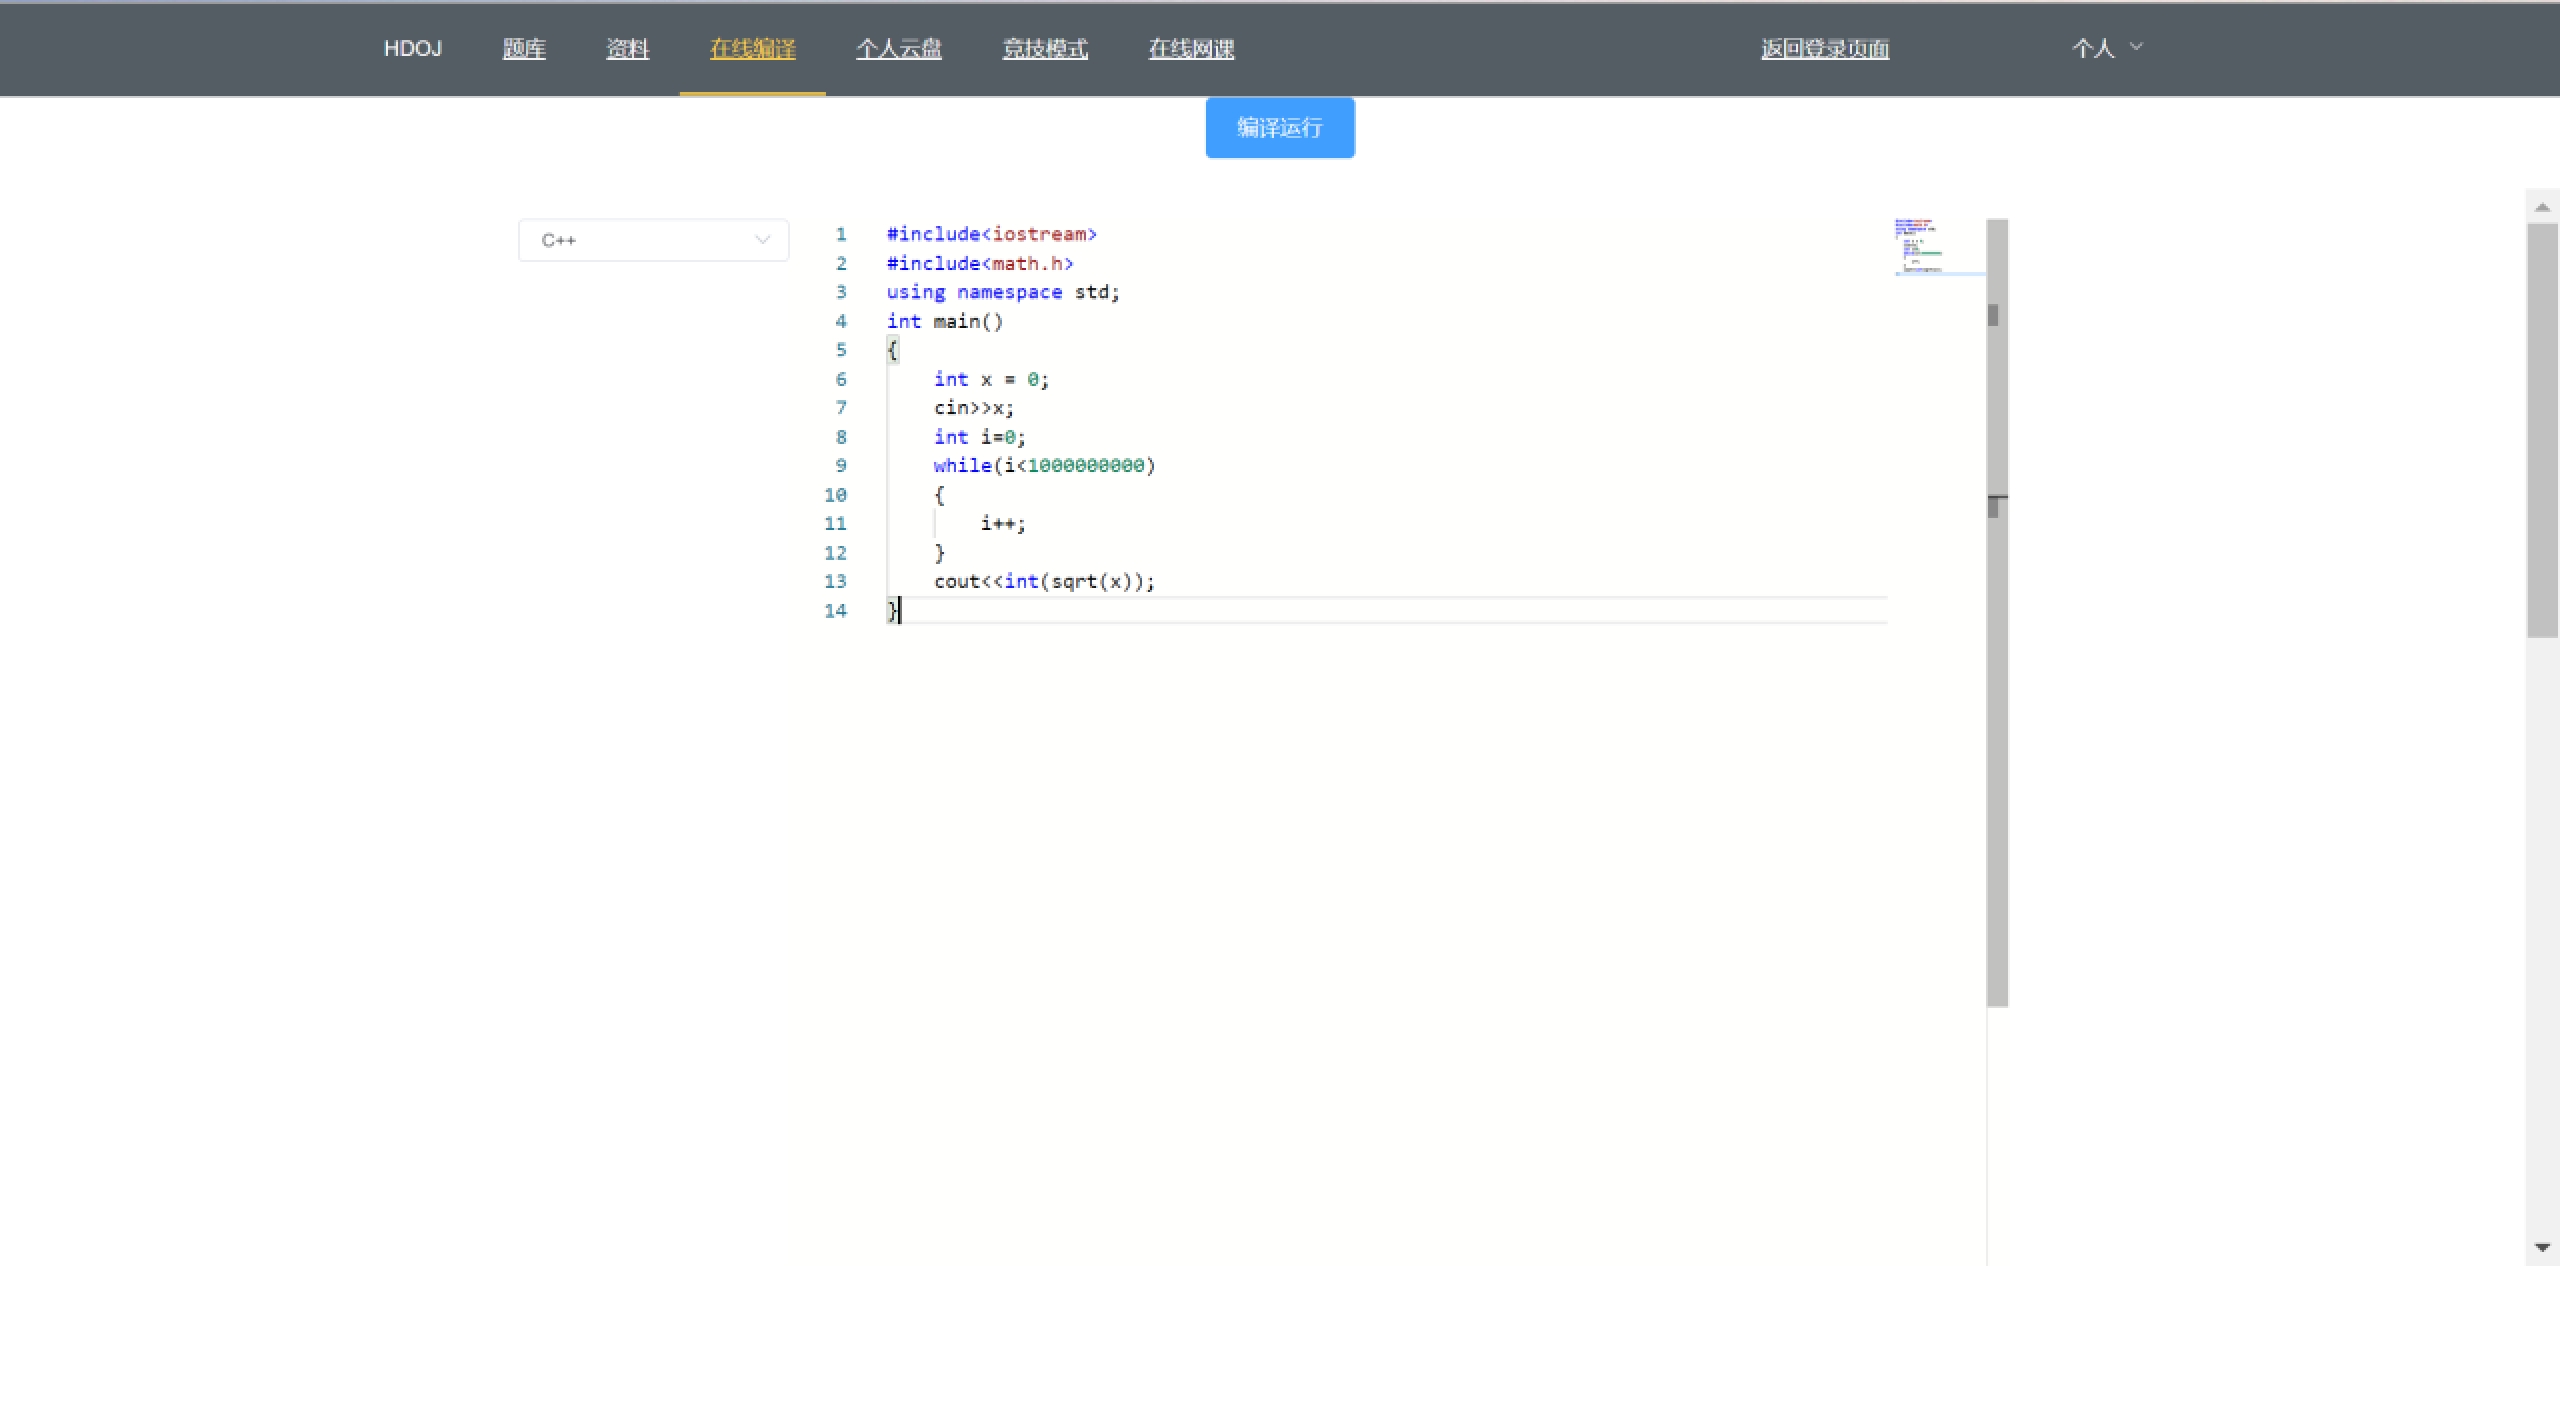 HDOJ 题库 资料 在线编译 个人云盘 竞技模式 在线网课 返回登录页面 个人
编译运行
C++
1 #include<iostream>
2 #include<math.h>
3 using namespace std;
4 int main()
5 {
6 int x = 0;
7 cin>>x;
8 int i=0;
9 while(i<1000000000)
10 {
11 i++;
12 }
13 cout<<int(sqrt(x));
14 }